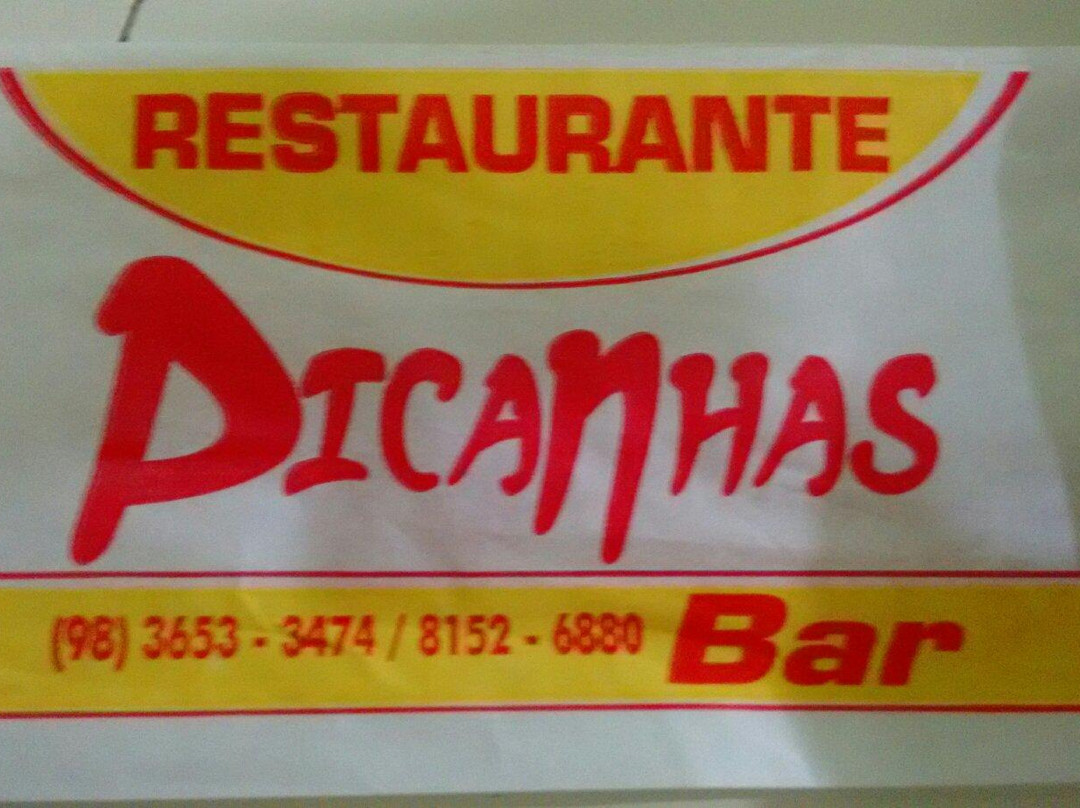 RESTAURANTE
PICANHAS
(98) 3653 - 3474 / 8152 - 6880 Bar